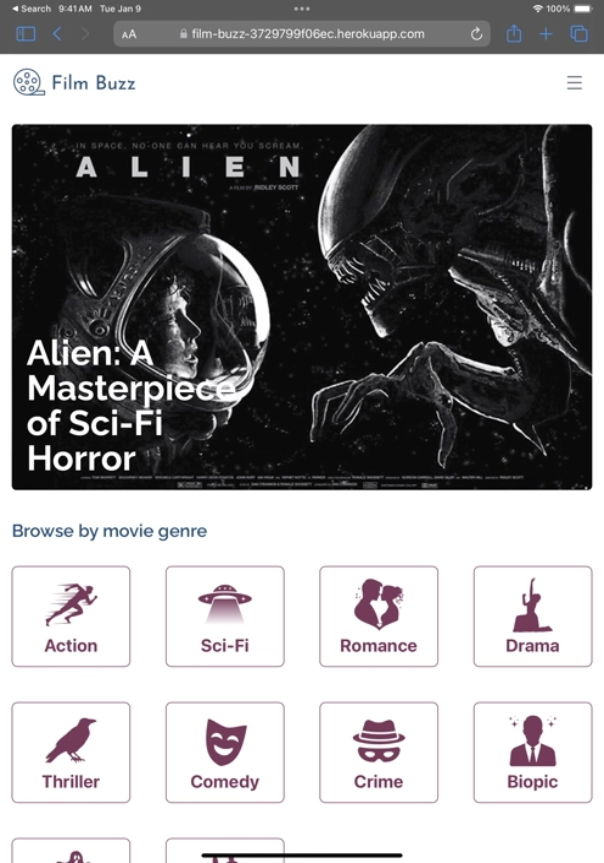 ◀ Search 9:41 AM Tue Jan 9 100%
AA film-buzz-3729799f06ec.herokuapp.com
Film Buzz
IN SPACE, NO ONE CAN HEAR YOU SCREAM.
ALIEN
A FILM BY RIDLEY SCOTT
Alien: A
Masterpiece
of Sci-Fi
Horror
Browse by movie genre
Action Sci-Fi Romance Drama
Thriller Comedy Crime Biopic